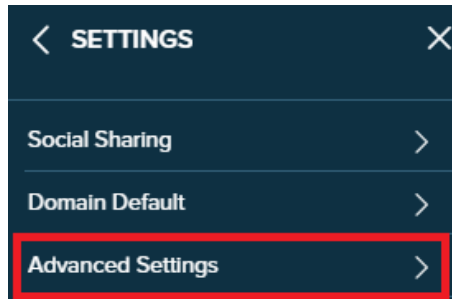 SETTINGS
Social Sharing
Domain Default
Advanced Settings